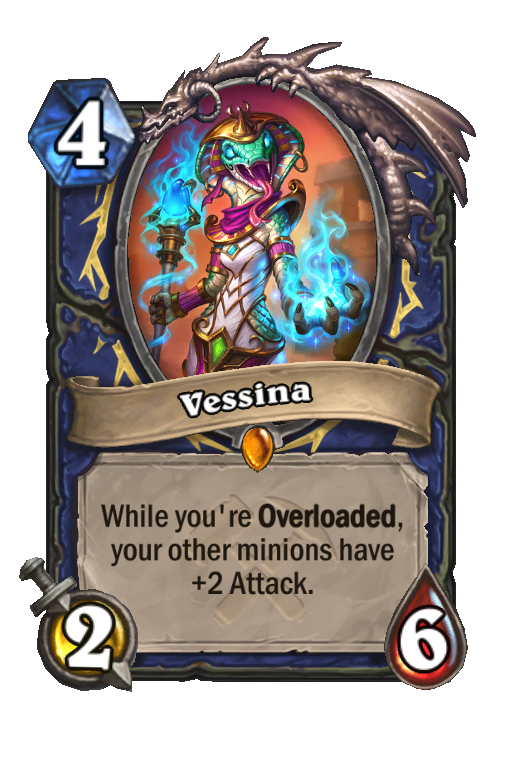 4
Vessina
While you're Overloaded,
your other minions have
+2 Attack.
2
6